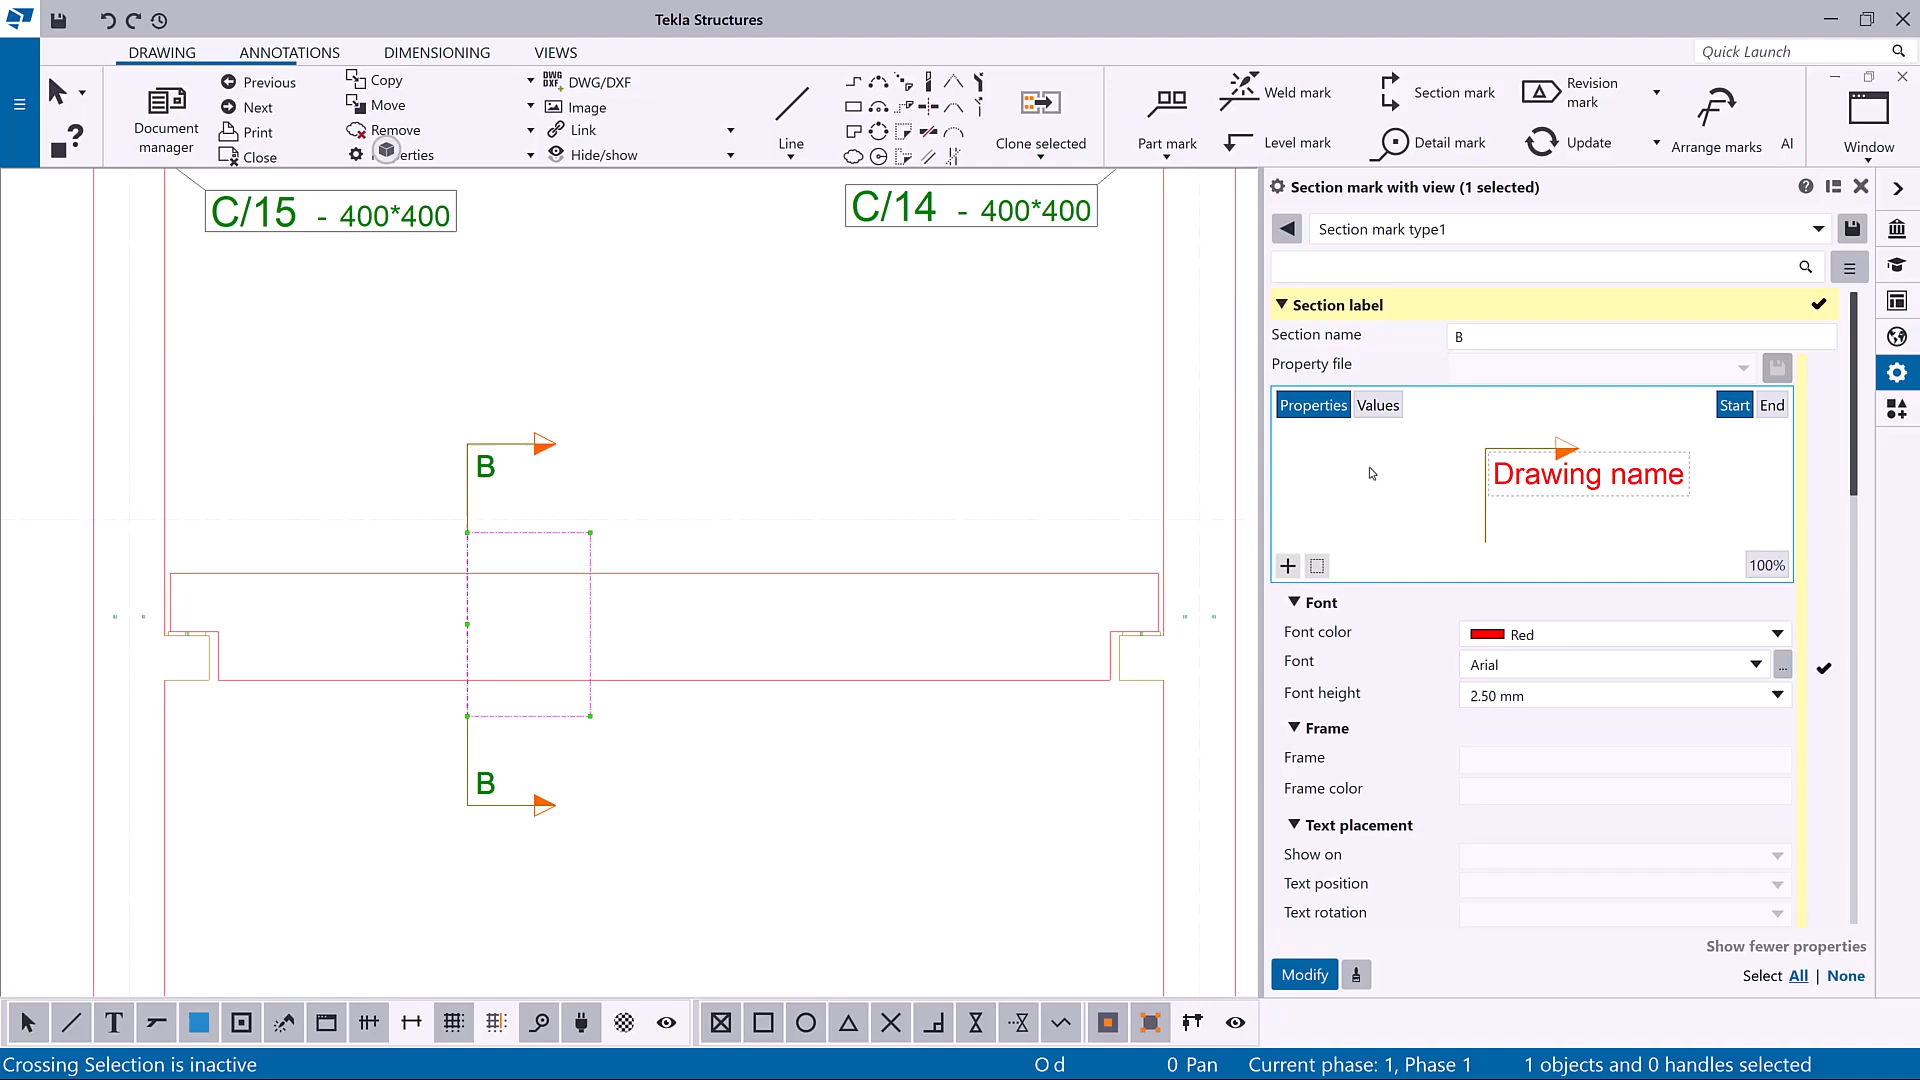 Tekla Structures
DRAWING
ANNOTATIONS
DIMENSIONING
VIEWS
Quick Launch
Document manager
Previous
Next
Print
Close
Copy
Move
Remove
DWG/DXF
Image
Link
Hide/show
Line
Clone selected
Part mark
Weld mark
Level mark
Section mark
Detail mark
Revision mark
Update
Arrange marks
Al
Window
C/15 - 400*400
C/14 - 400*400
B
B
Section mark with view (1 selected)
Section mark type1
Section label
Section name B
Property file
Properties Values Start End
Drawing name
100%
Font
Font color Red
Font Arial ...
Font height 2.50 mm
Frame
Frame
Frame color
Text placement
Show on
Text position
Text rotation
Show fewer properties
Modify
Select All | None
Crossing Selection is inactive
O d
0 Pan
Current phase: 1, Phase 1
1 objects and 0 handles selected